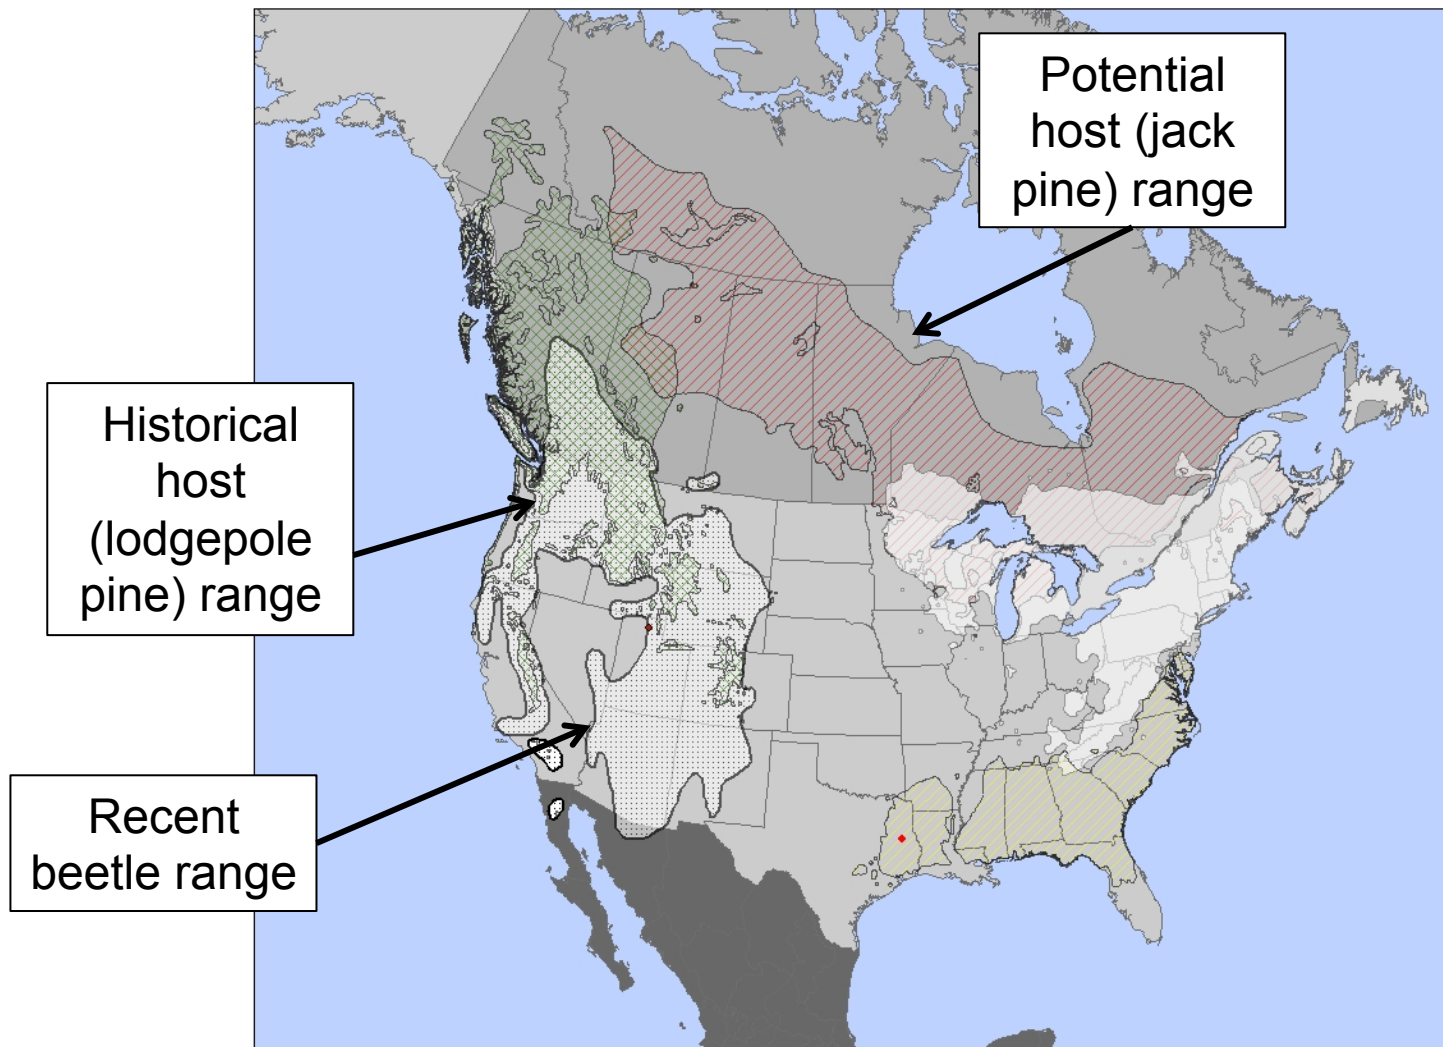 Potential
host (jack
pine) range
Historical
host
(lodgepole
pine) range
Recent
beetle range